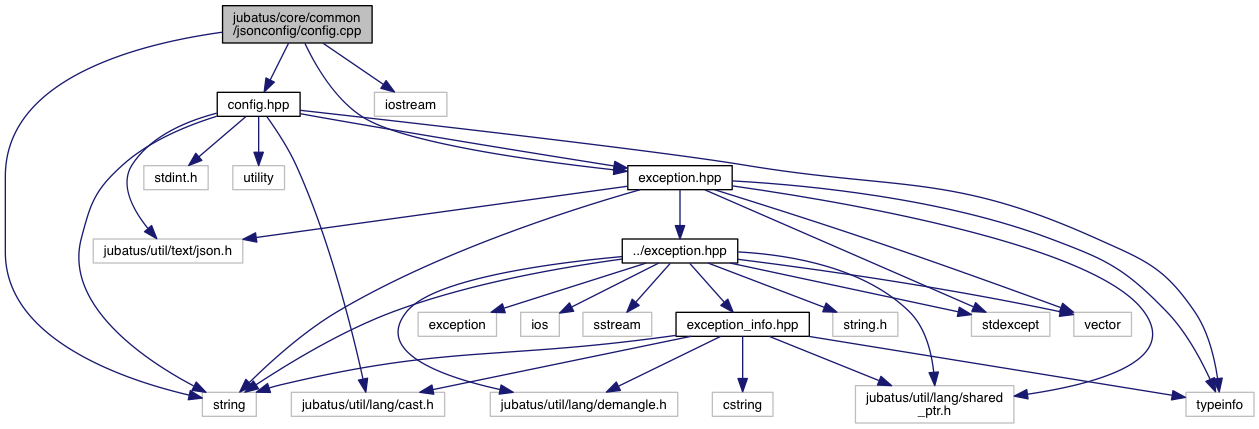 jubatus/core/common
/jsonconfig/config.cpp
config.hpp
iostream
stdint.h
utility
exception.hpp
jubatus/util/text/json.h
../exception.hpp
exception
ios
sstream
exception_info.hpp
string.h
stdexcept
vector
string
jubatus/util/lang/cast.h
jubatus/util/lang/demangle.h
cstring
jubatus/util/lang/shared
_ptr.h
typeinfo